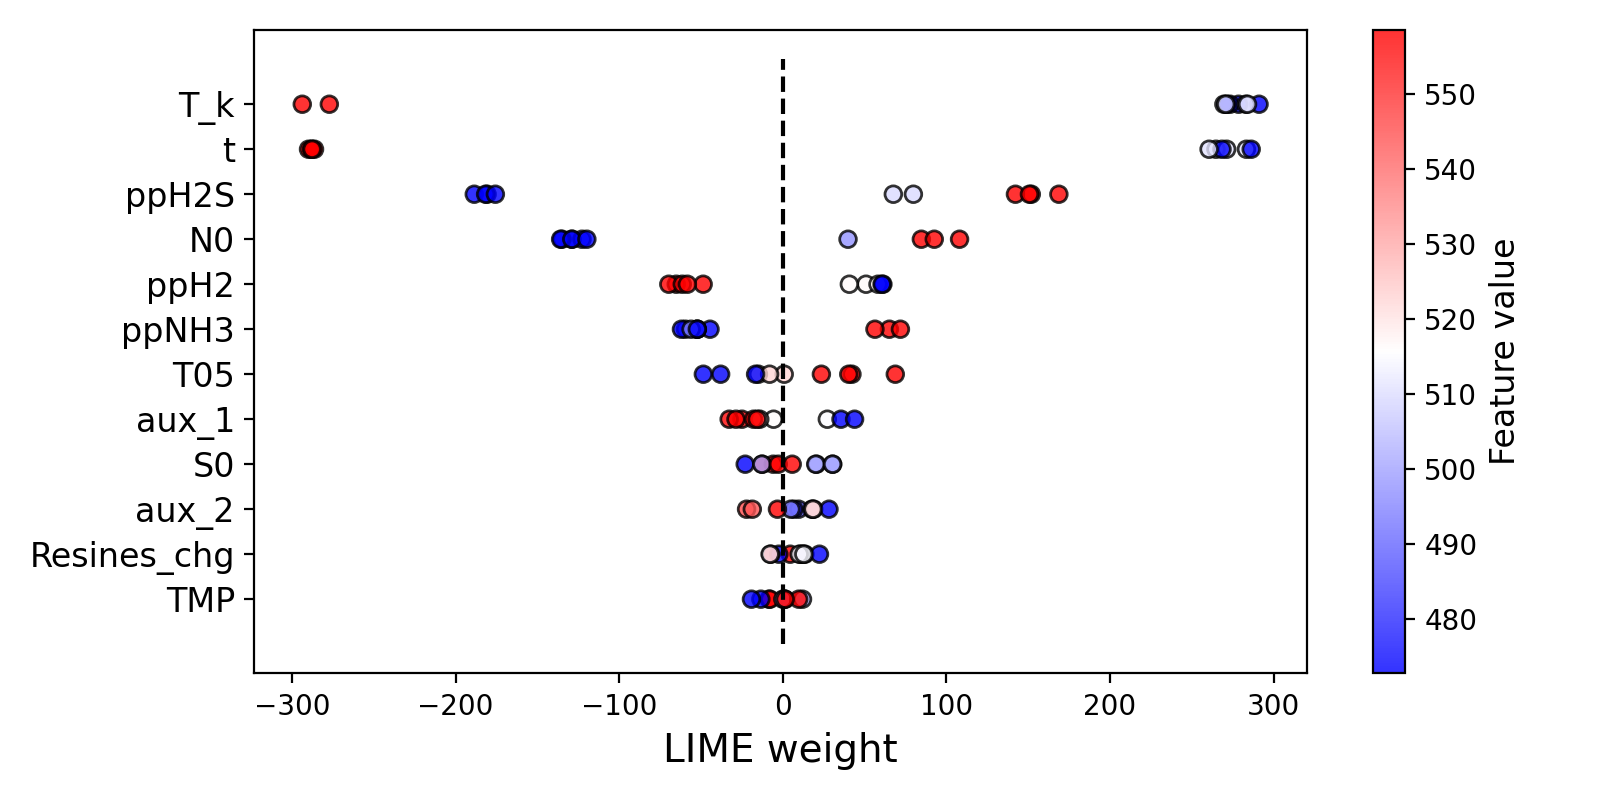 T_k
t
ppH2S
N0
ppH2
ppNH3
T05
aux_1
S0
aux_2
Resines_chg
TMP
−300 −200 −100 0 100 200 300
LIME weight
550
540
530
520
510
500
490
480
Feature value